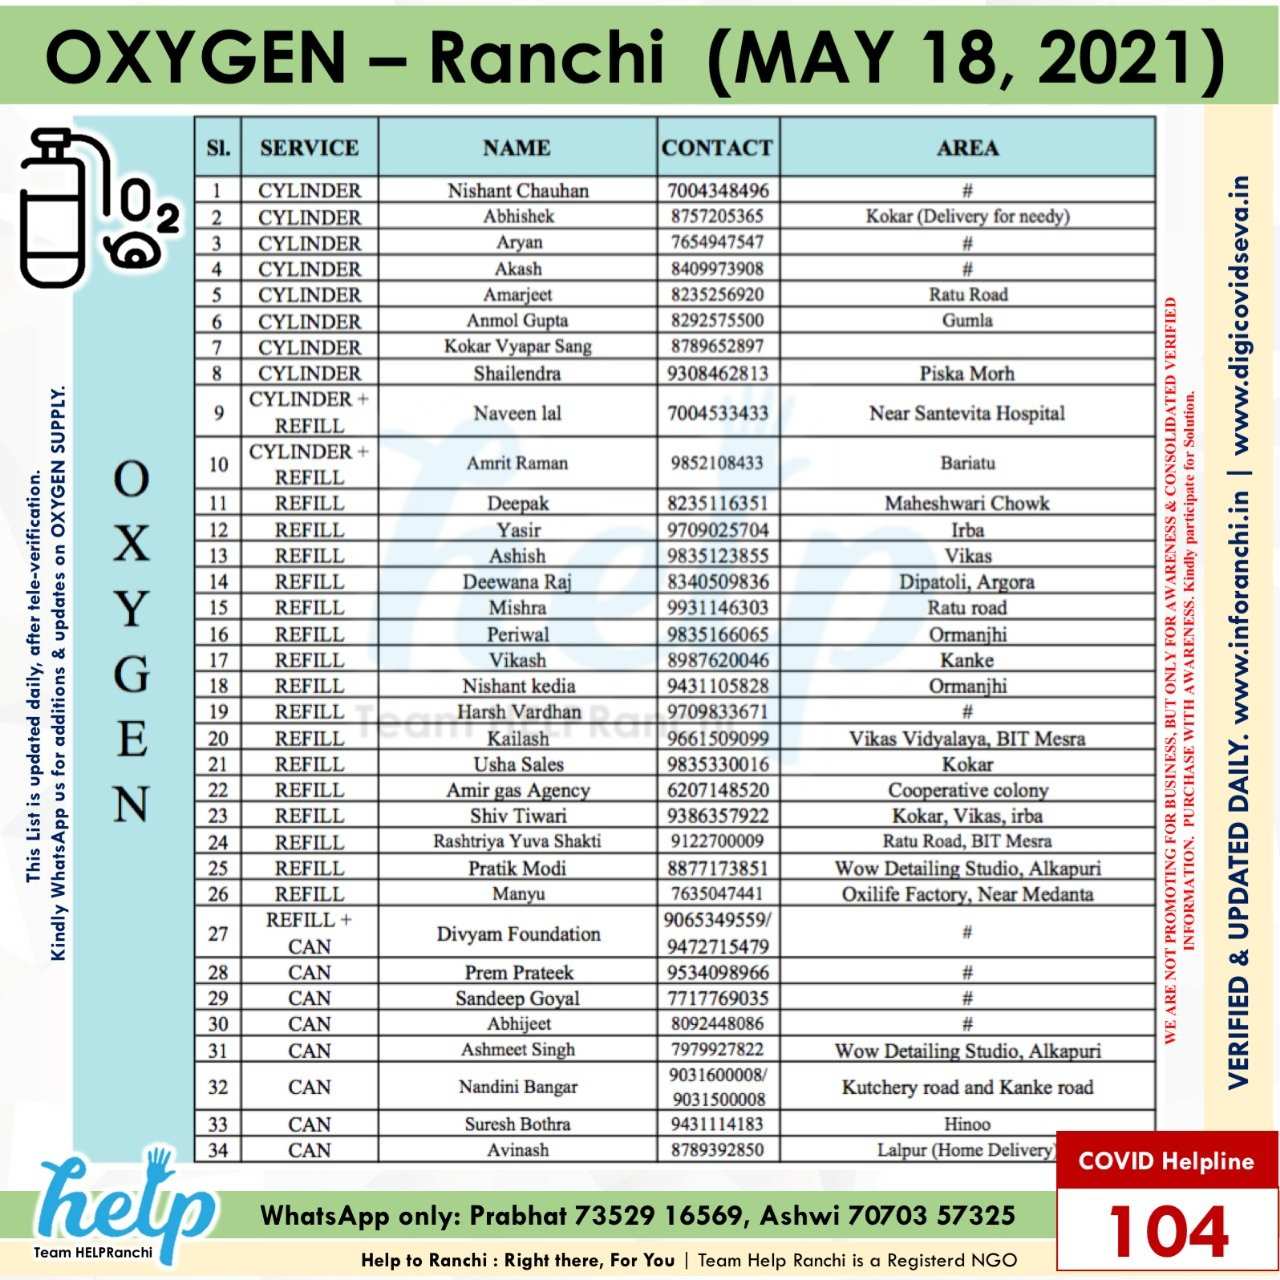 OXYGEN – Ranchi (MAY 18, 2021)
O2
This List is updated daily, after tele-verification.
Kindly WhatsApp us for additions & updates on OXYGEN SUPPLY.
OXYGEN
Sl. SERVICE NAME CONTACT AREA
1 CYLINDER Nishant Chauhan 7004348496 #
2 CYLINDER Abhishek 8757205365 Kokar (Delivery for needy)
3 CYLINDER Aryan 7654947547 #
4 CYLINDER Akash 8409973908 #
5 CYLINDER Amarjeet 8235256920 Ratu Road
6 CYLINDER Anmol Gupta 8292575500 Gumla
7 CYLINDER Kokar Vyapar Sang 8789652897
8 CYLINDER Shailendra 9308462813 Piska Morh
9 CYLINDER + REFILL Naveen lal 7004533433 Near Santevita Hospital
10 CYLINDER + REFILL Amrit Raman 9852108433 Bariatu
11 REFILL Deepak 8235116351 Maheshwari Chowk
12 REFILL Yasir 9709025704 Irba
13 REFILL Ashish 9835123855 Vikas
14 REFILL Deewana Raj 8340509836 Dipatoli, Argora
15 REFILL Mishra 9931146303 Ratu road
16 REFILL Periwal 9835166065 Ormanjhi
17 REFILL Vikash 8987620046 Kanke
18 REFILL Nishant kedia 9431105828 Ormanjhi
19 REFILL Harsh Vardhan 9709833671 #
20 REFILL Kailash 9661509099 Vikas Vidyalaya, BIT Mesra
21 REFILL Usha Sales 9835330016 Kokar
22 REFILL Amir gas Agency 6207148520 Cooperative colony
23 REFILL Shiv Tiwari 9386357922 Kokar, Vikas, irba
24 REFILL Rashtriya Yuva Shakti 9122700009 Ratu Road, BIT Mesra
25 REFILL Pratik Modi 8877173851 Wow Detailing Studio, Alkapuri
26 REFILL Manyu 7635047441 Oxilife Factory, Near Medanta
27 REFILL + CAN Divyam Foundation 9065349559/ 9472715479 #
28 CAN Prem Prateek 9534098966 #
29 CAN Sandeep Goyal 7717769035 #
30 CAN Abhijeet 8092448086 #
31 CAN Ashmeet Singh 7979927822 Wow Detailing Studio, Alkapuri
32 CAN Nandini Bangar 9031600008/ 9031500008 Kutchery road and Kanke road
33 CAN Suresh Bothra 9431114183 Hinoo
34 CAN Avinash 8789392850 Lalpur (Home Delivery)
help
Team HELPRanchi
WE ARE NOT PROMOTING FOR BUSINESS, BUT ONLY FOR AWARENESS & CONSOLIDATED VERIFIED
INFORMATION. PURCHASE WITH AWARENESS. Kindly participate for Solution.
VERIFIED & UPDATED DAILY. www.inforanchi.in | www.digicovidseva.in
help
Team HELPRanchi
WhatsApp only: Prabhat 73529 16569, Ashwi 70703 57325
Help to Ranchi : Right there, For You | Team Help Ranchi is a Registerd NGO
COVID Helpline
104